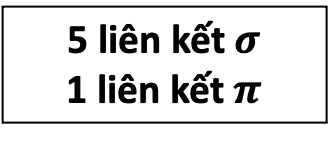 5 liên kết σ
1 liên kết π